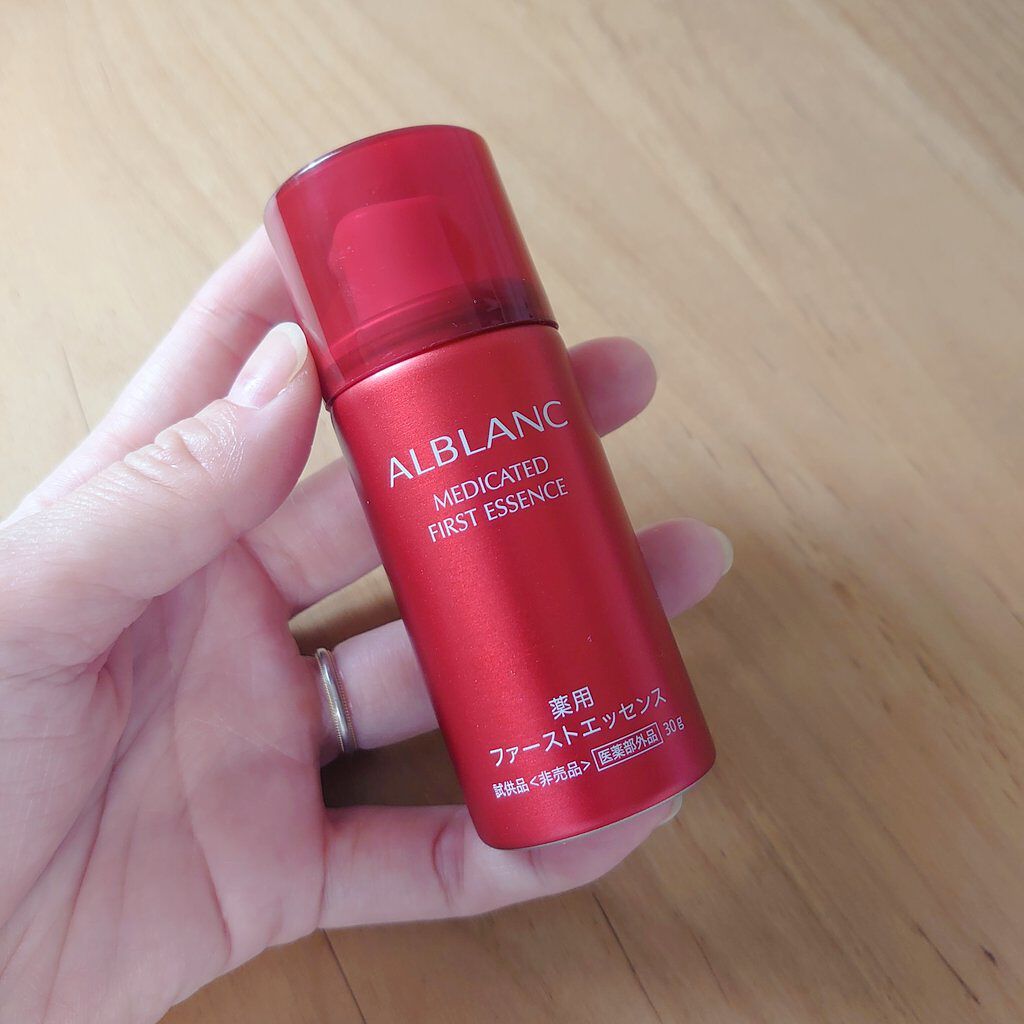 ALBLANC
MEDICATED
FIRST ESSENCE
薬用
ファーストエッセンス
試供品<非売品> 医薬部外品 30g